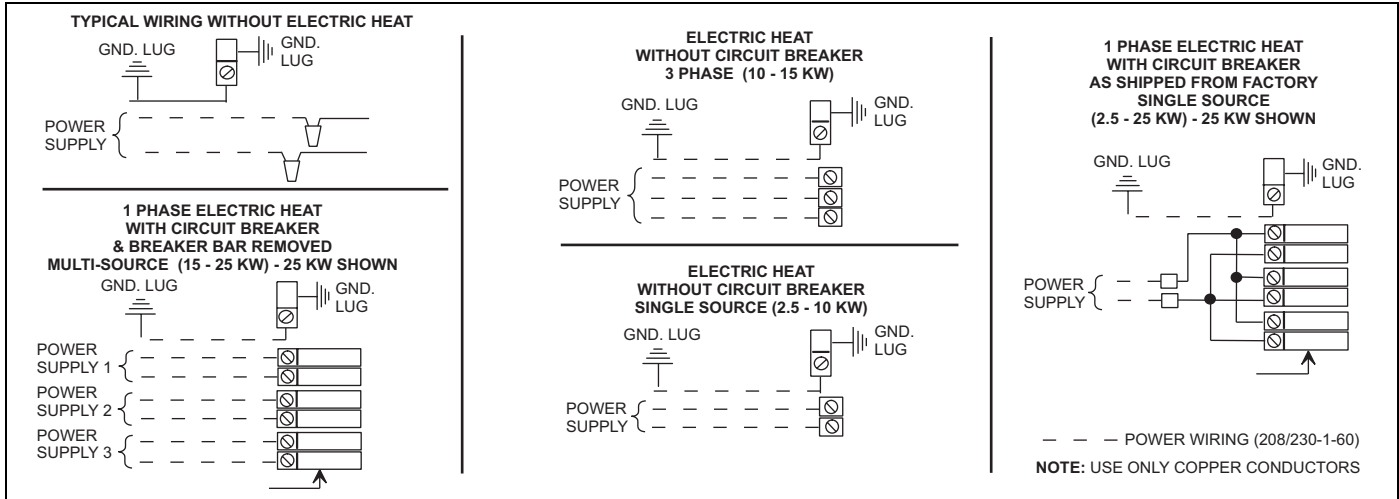 TYPICAL WIRING WITHOUT ELECTRIC HEAT
GND. LUG
GND.
LUG
POWER
SUPPLY
1 PHASE ELECTRIC HEAT
WITH CIRCUIT BREAKER
& BREAKER BAR REMOVED
MULTI-SOURCE (15 - 25 KW) - 25 KW SHOWN
GND. LUG
GND.
LUG
POWER
SUPPLY 1
POWER
SUPPLY 2
POWER
SUPPLY 3
ELECTRIC HEAT
WITHOUT CIRCUIT BREAKER
3 PHASE (10 - 15 KW)
GND. LUG
GND.
LUG
POWER
SUPPLY
ELECTRIC HEAT
WITHOUT CIRCUIT BREAKER
SINGLE SOURCE (2.5 - 10 KW)
GND. LUG
GND.
LUG
POWER
SUPPLY
1 PHASE ELECTRIC HEAT
WITH CIRCUIT BREAKER
AS SHIPPED FROM FACTORY
SINGLE SOURCE
(2.5 - 25 KW) - 25 KW SHOWN
GND. LUG
GND.
LUG
POWER
SUPPLY
POWER WIRING (208/230-1-60)
NOTE: USE ONLY COPPER CONDUCTORS